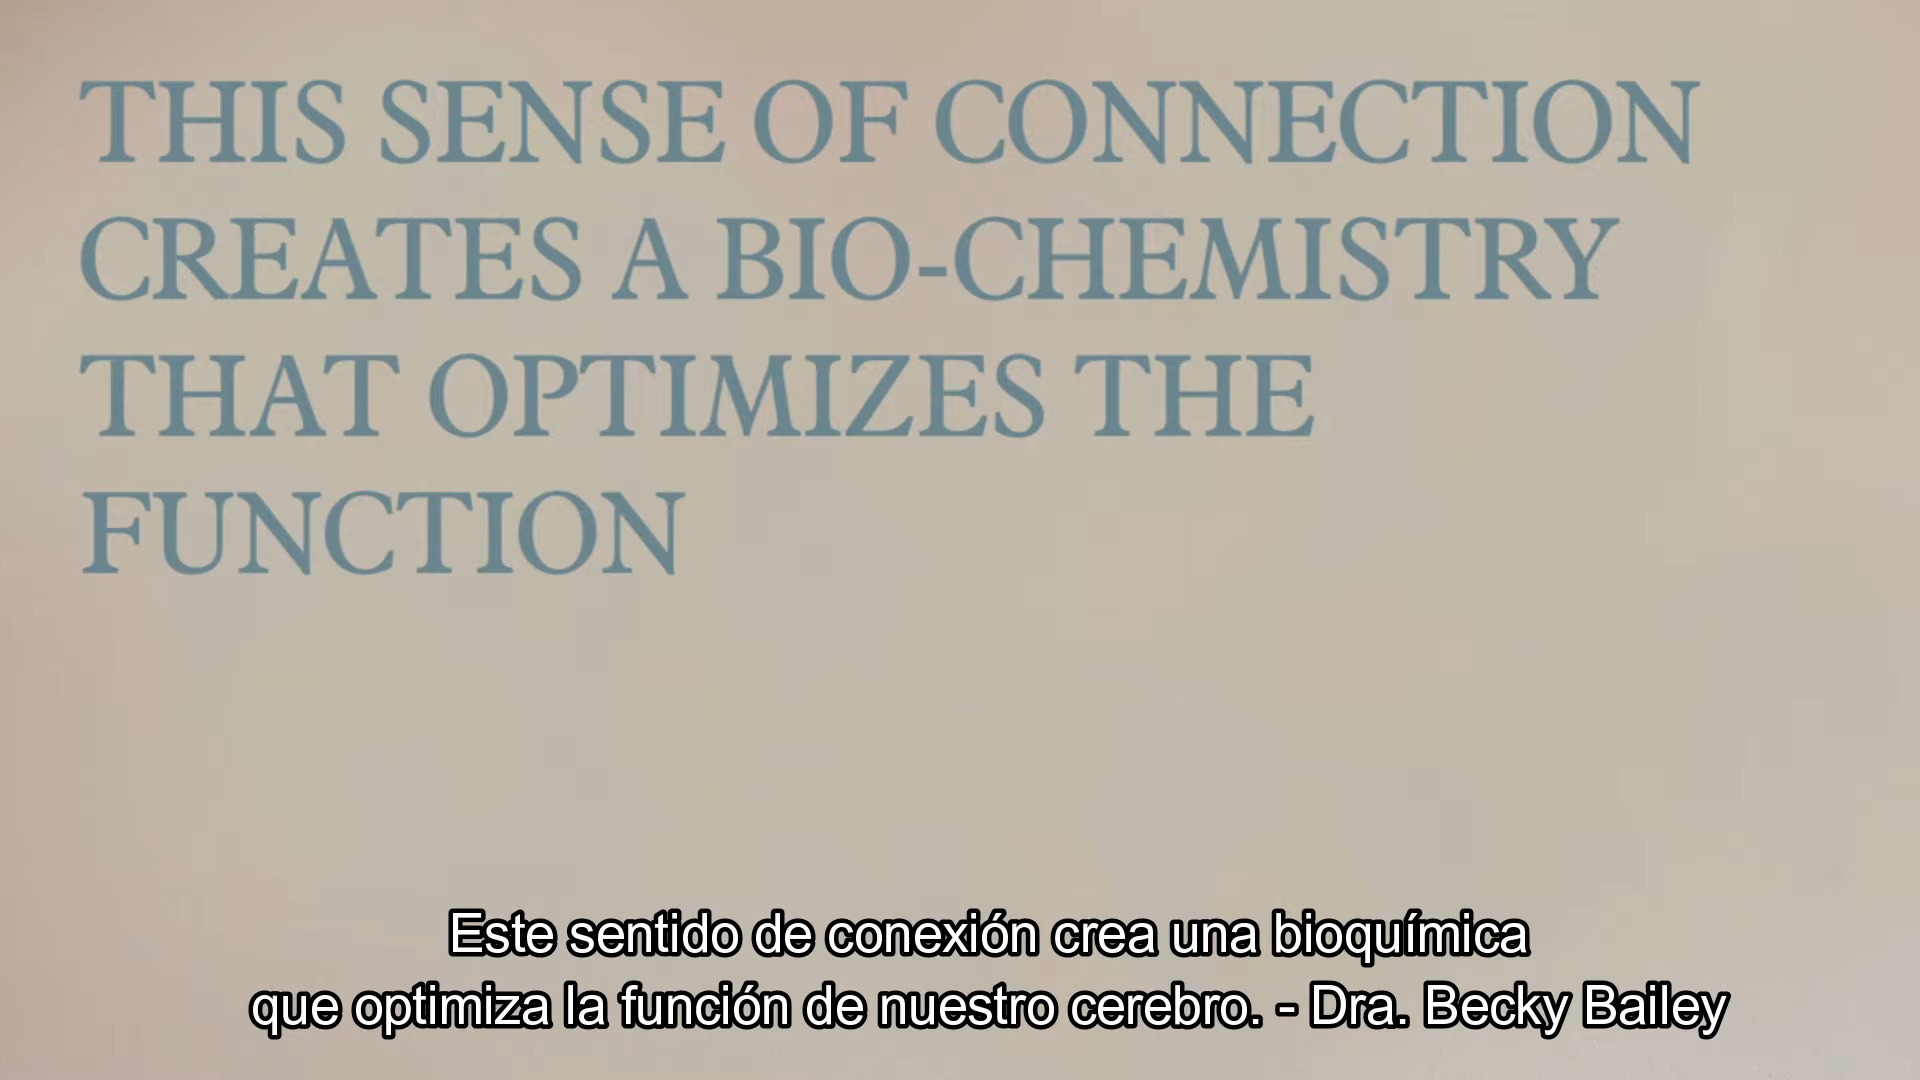 THIS SENSE OF CONNECTION
CREATES A BIO-CHEMISTRY
THAT OPTIMIZES THE
FUNCTION
Este sentido de conexión crea una bioquímica
que optimiza la función de nuestro cerebro. - Dra. Becky Bailey